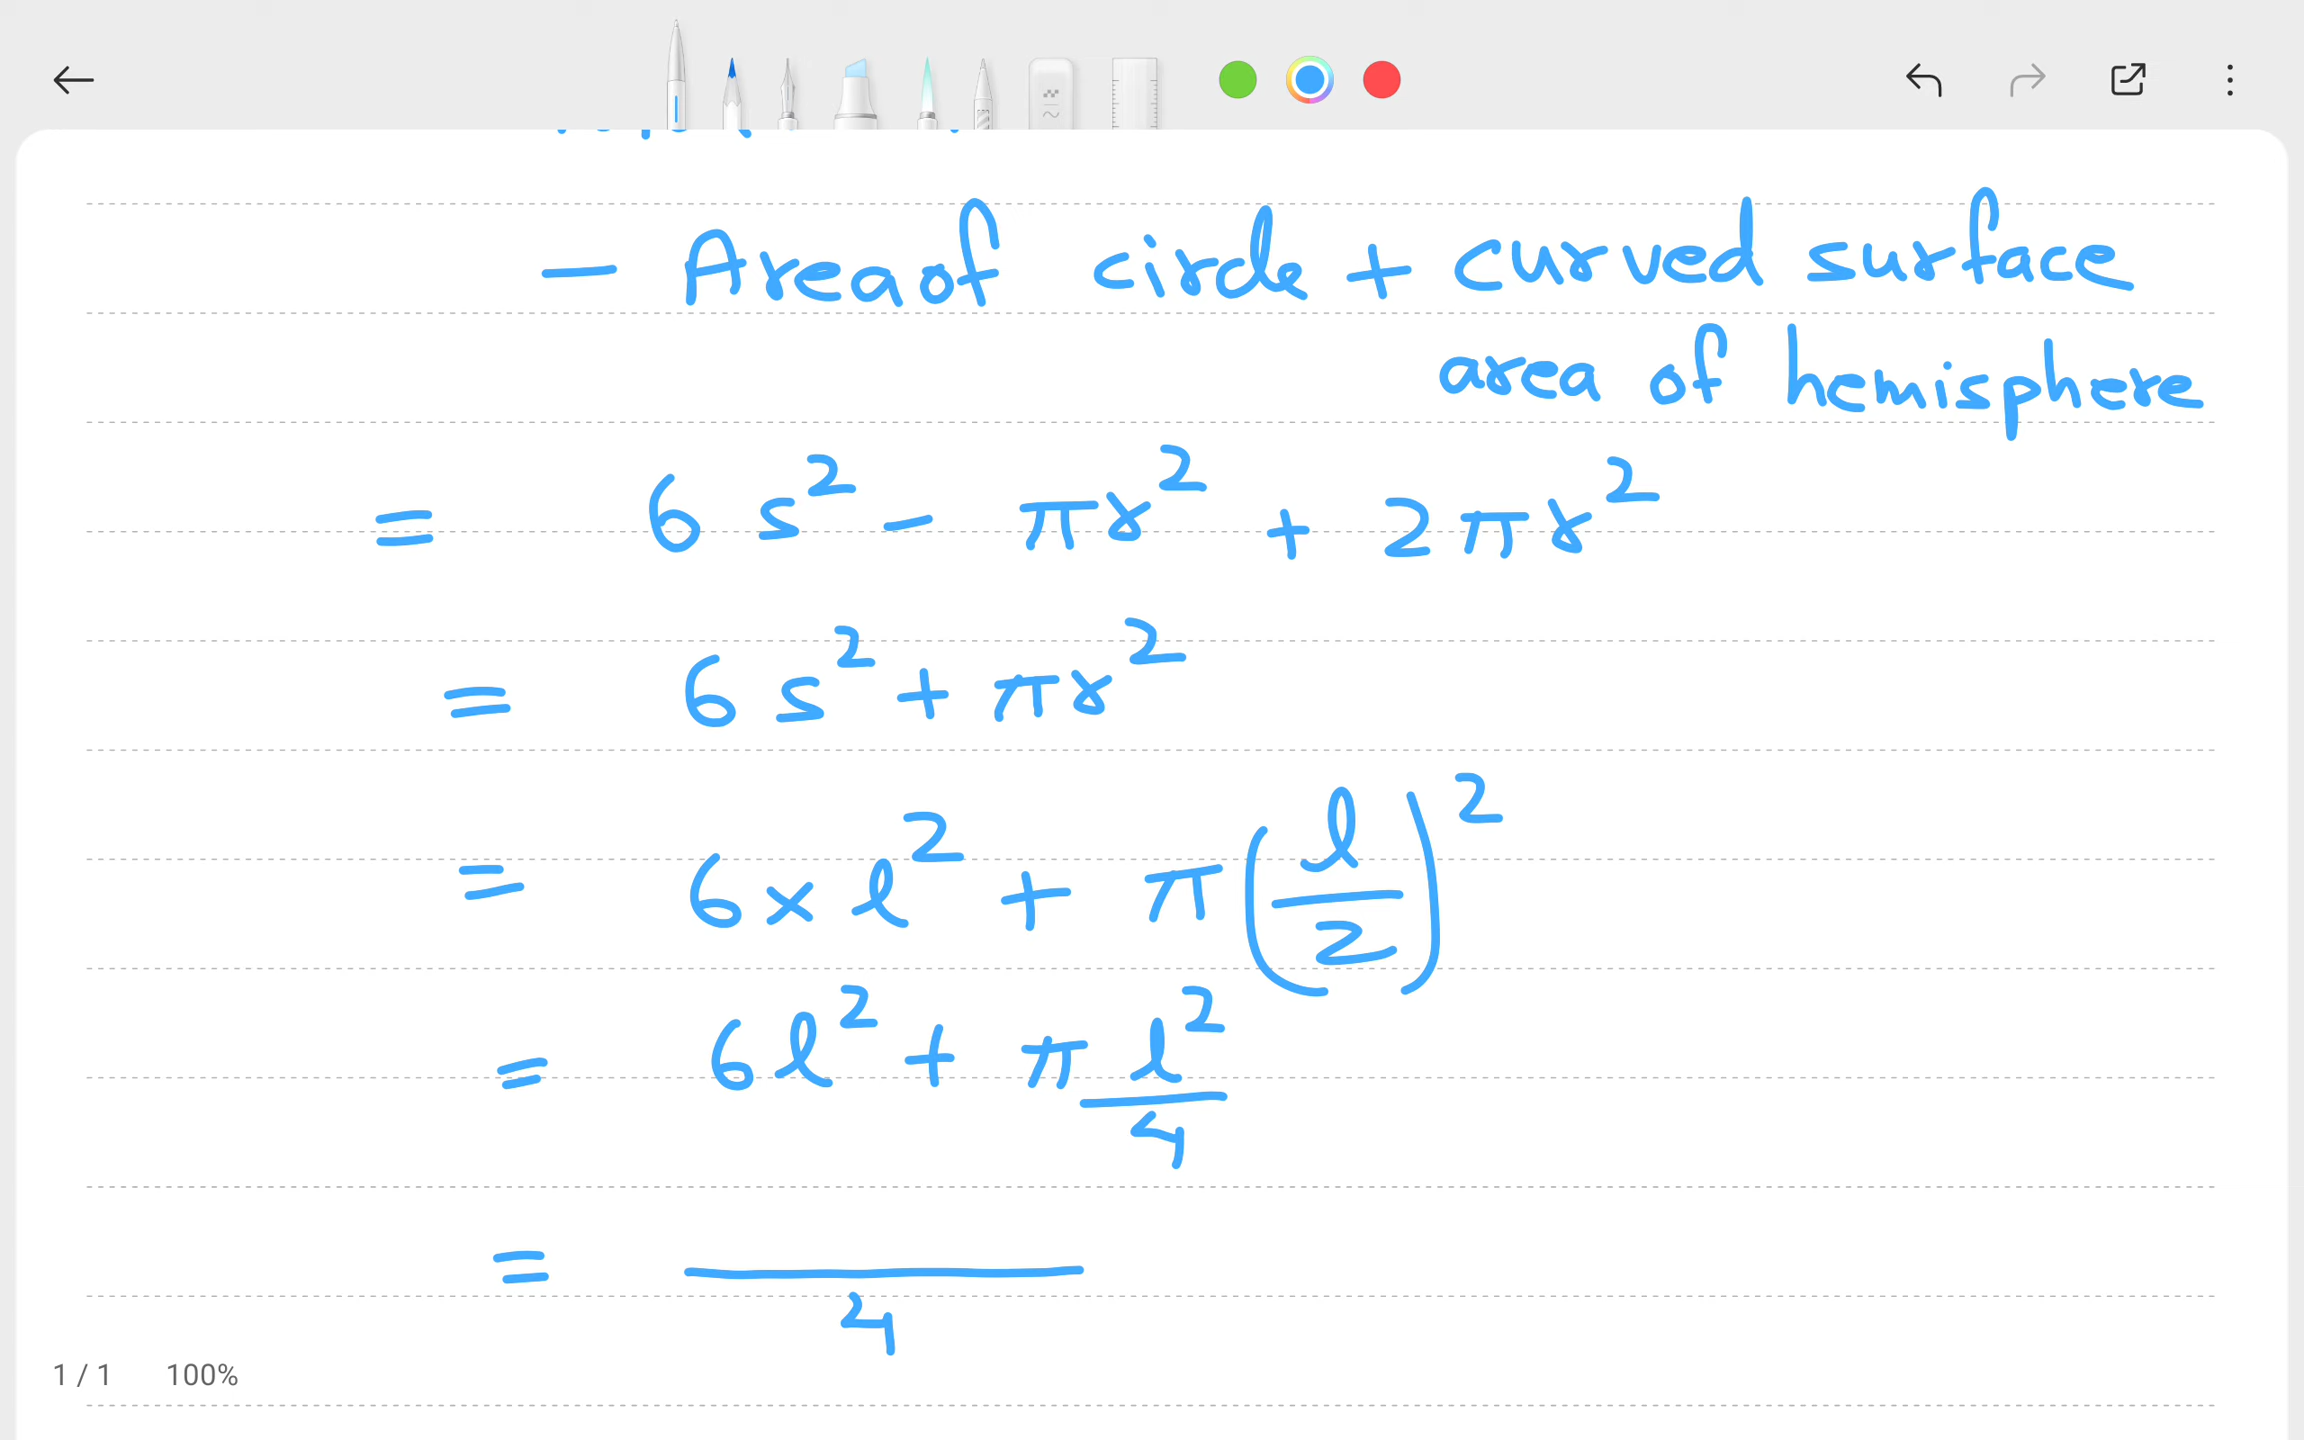 - Area of circle + curved surface
area of hemisphere
= 6 s² - πr² + 2πr²
= 6 s² + πr²
= 6 × l² + π(l/2)²
= 6l² + π l²/4
= /4
1 / 1 100%